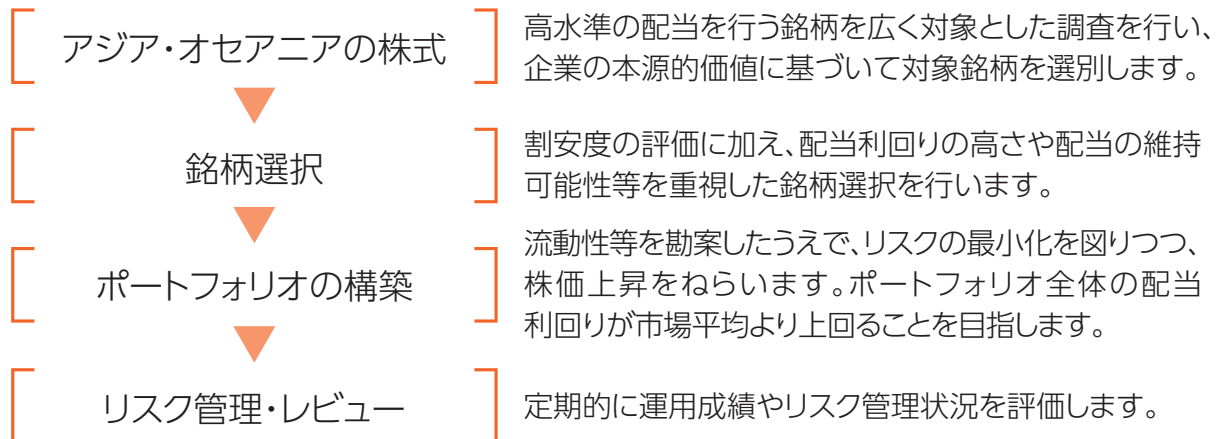 アジア・オセアニアの株式
高水準の配当を行う銘柄を広く対象とした調査を行い、
企業の本源的価値に基づいて対象銘柄を選別します。
銘柄選択
割安度の評価に加え、配当利回りの高さや配当の維持
可能性等を重視した銘柄選択を行います。
ポートフォリオの構築
流動性等を勘案したうえで、リスクの最小化を図りつつ、
株価上昇をねらいます。ポートフォリオ全体の配当
利回りが市場平均より上回ることを目指します。
リスク管理・レビュー
定期的に運用成績やリスク管理状況を評価します。